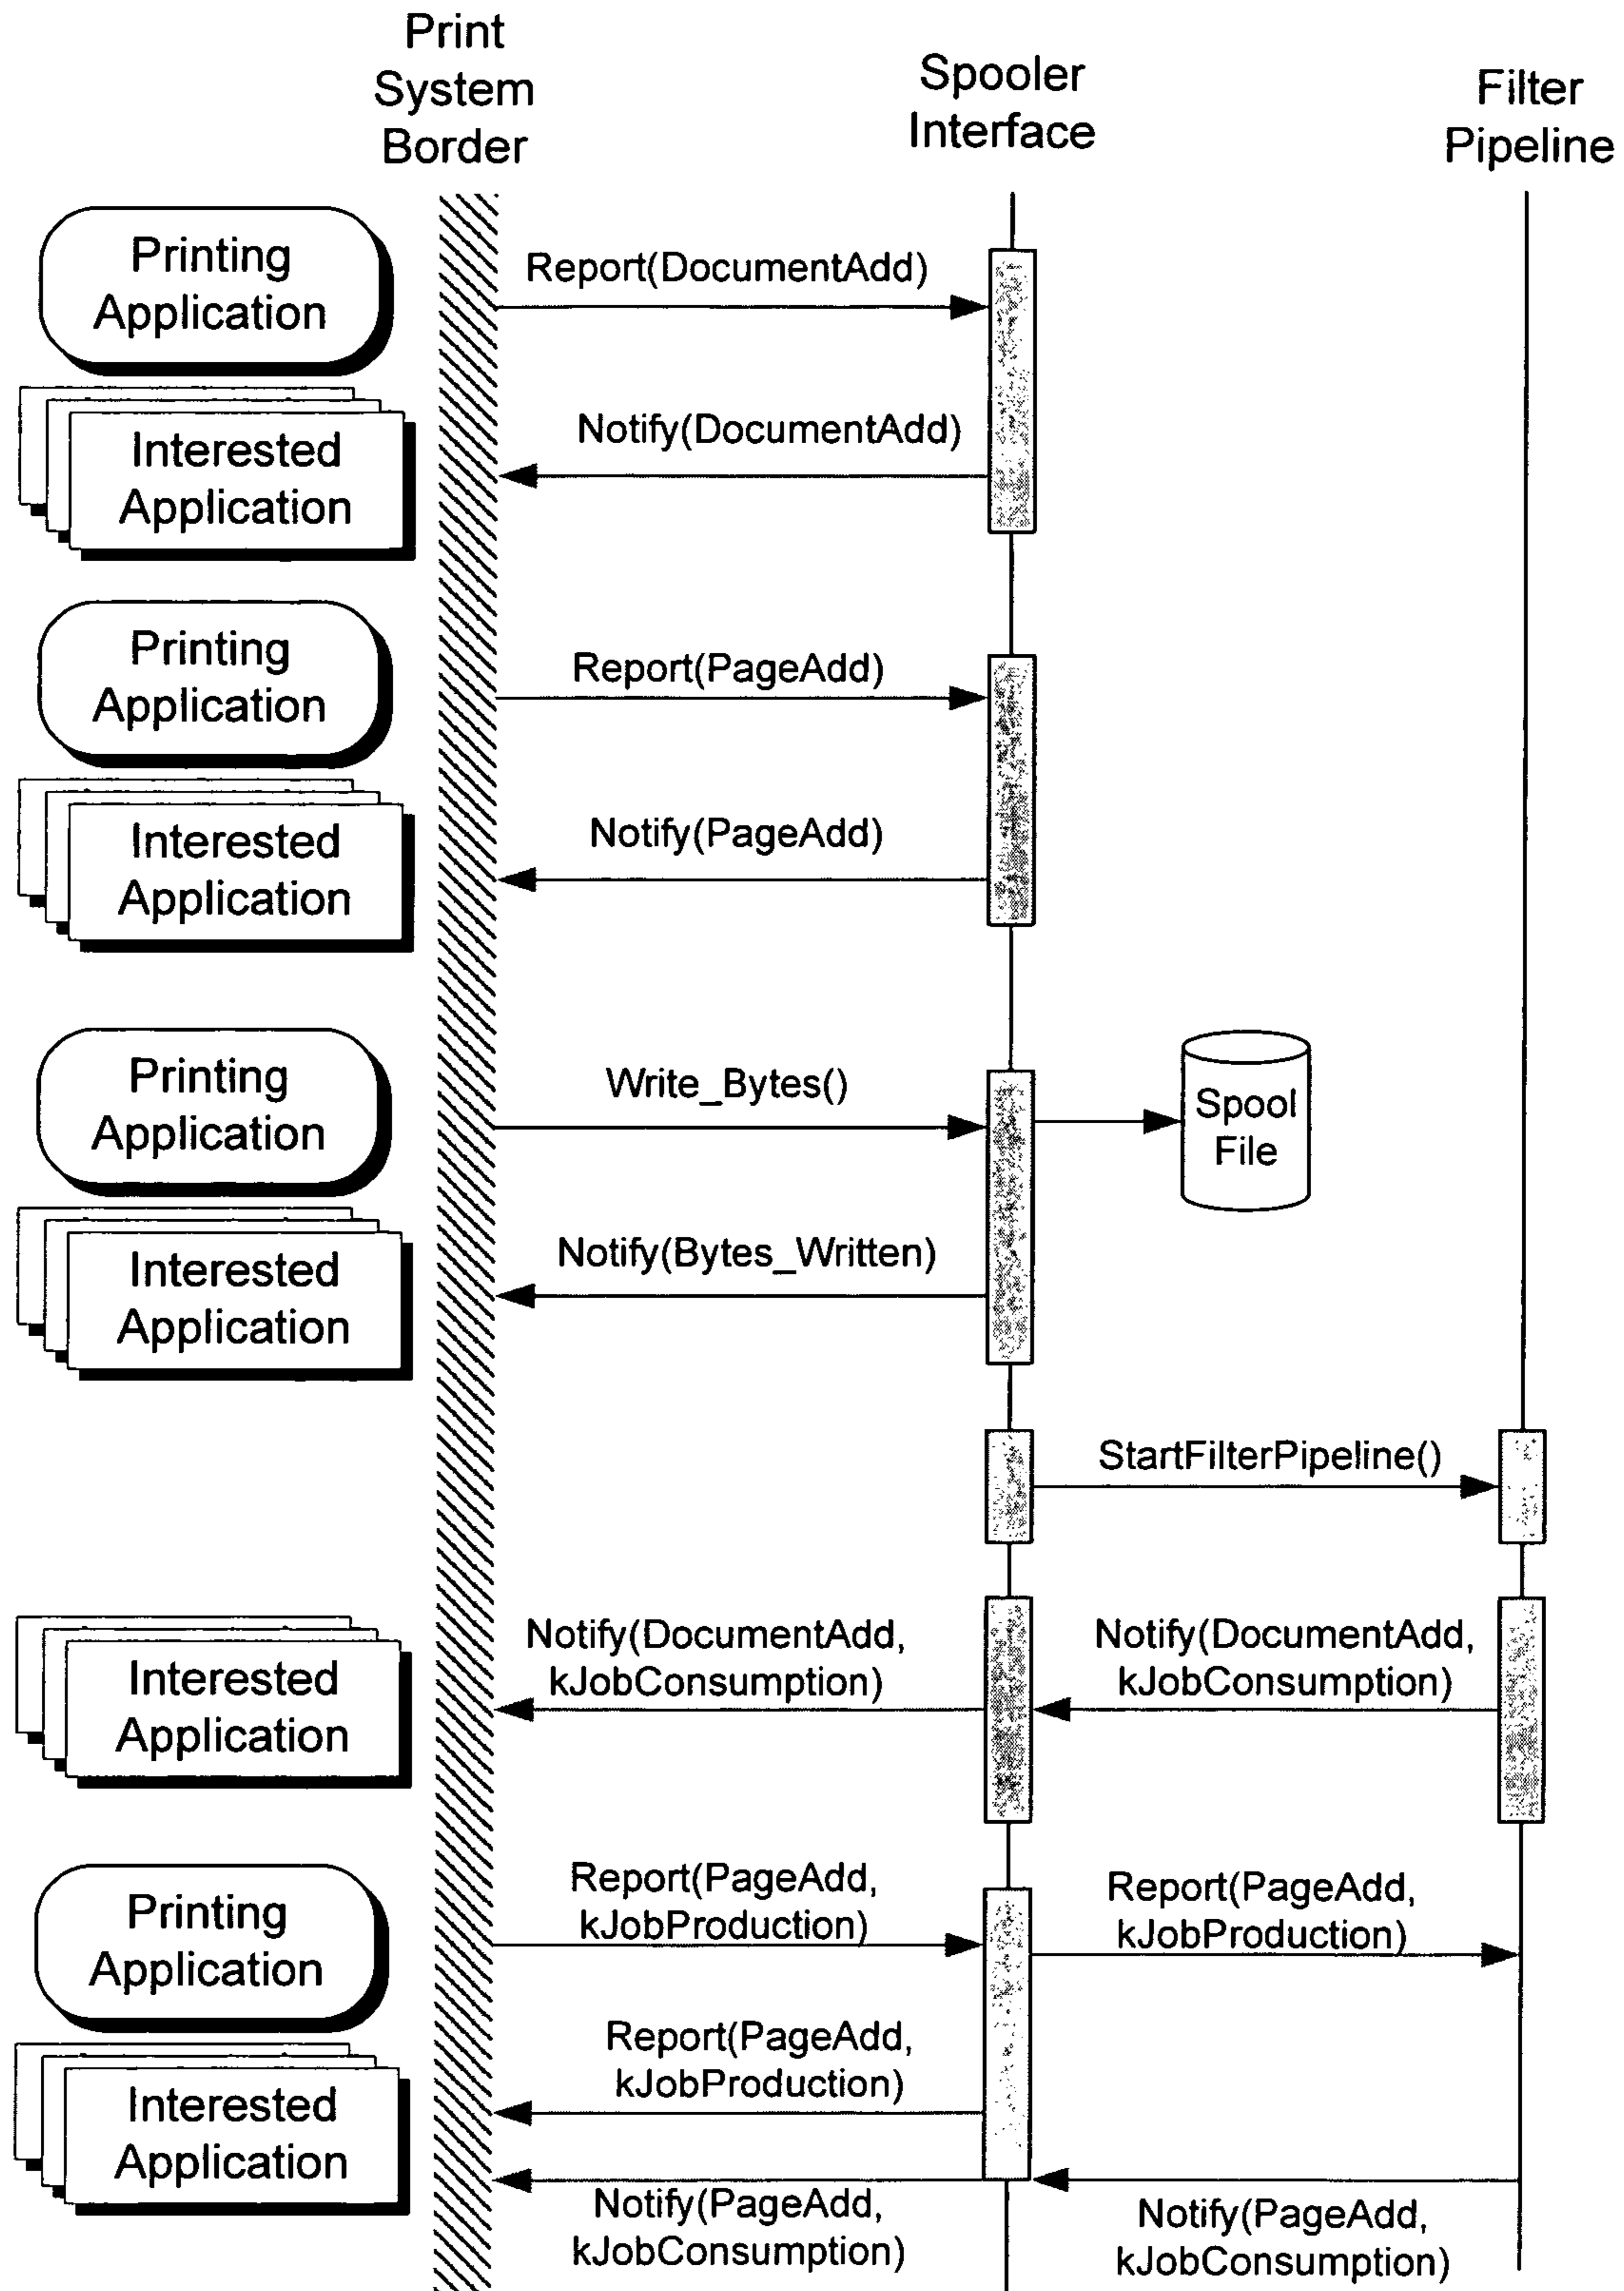 Print
System
Border
Spooler
Interface
Filter
Pipeline
Printing
Application
Report(DocumentAdd)
Interested
Application
Notify(DocumentAdd)
Printing
Application
Report(PageAdd)
Interested
Application
Notify(PageAdd)
Printing
Application
Write_Bytes()
Spool
File
Interested
Application
Notify(Bytes_Written)
StartFilterPipeline()
Interested
Application
Notify(DocumentAdd,
kJobConsumption)
Notify(DocumentAdd,
kJobConsumption)
Printing
Application
Report(PageAdd,
kJobProduction)
Report(PageAdd,
kJobProduction)
Interested
Application
Report(PageAdd,
kJobProduction)
Notify(PageAdd,
kJobConsumption)
Notify(PageAdd,
kJobConsumption)